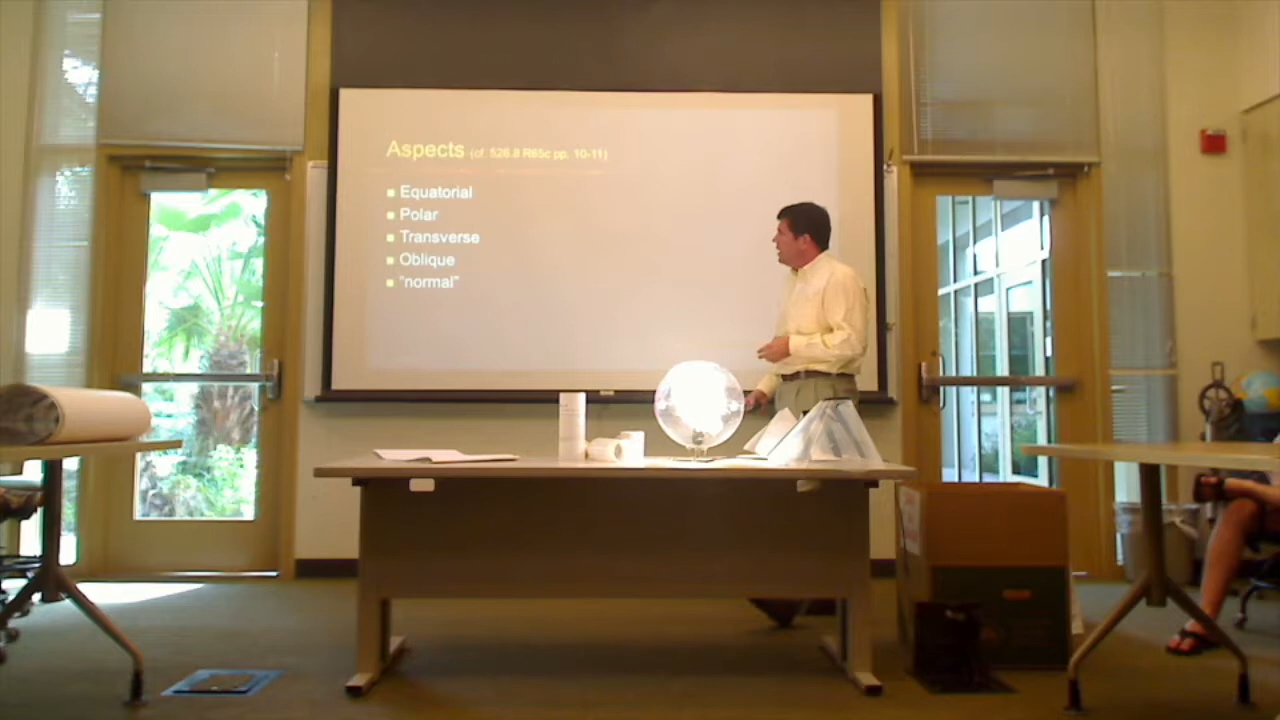 Aspects (cf. 526.8 R65c pp. 10-11)
Equatorial
Polar
Transverse
Oblique
“normal”